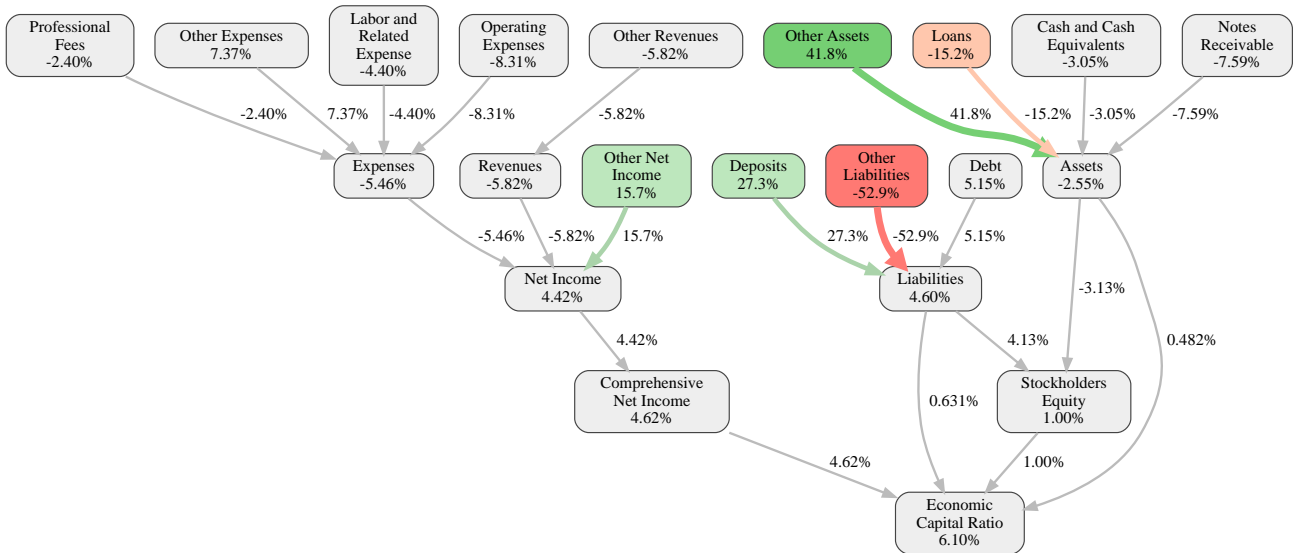 Professional
Fees
-2.40%
Other Expenses
7.37%
Labor and
Related
Expense
-4.40%
Operating
Expenses
-8.31%
Other Revenues
-5.82%
Other Assets
41.8%
Loans
-15.2%
Cash and Cash
Equivalents
-3.05%
Notes
Receivable
-7.59%
-2.40%
7.37%
-4.40%
-8.31%
-5.82%
41.8%
-15.2%
-3.05%
-7.59%
Expenses
-5.46%
Revenues
-5.82%
Other Net
Income
15.7%
Deposits
27.3%
Other
Liabilities
-52.9%
Debt
5.15%
Assets
-2.55%
-5.46%
-5.82%
15.7%
27.3%
-52.9%
5.15%
Net Income
4.42%
Liabilities
4.60%
-3.13%
4.42%
4.13%
0.482%
Comprehensive
Net Income
4.62%
0.631%
Stockholders
Equity
1.00%
4.62%
1.00%
Economic
Capital Ratio
6.10%